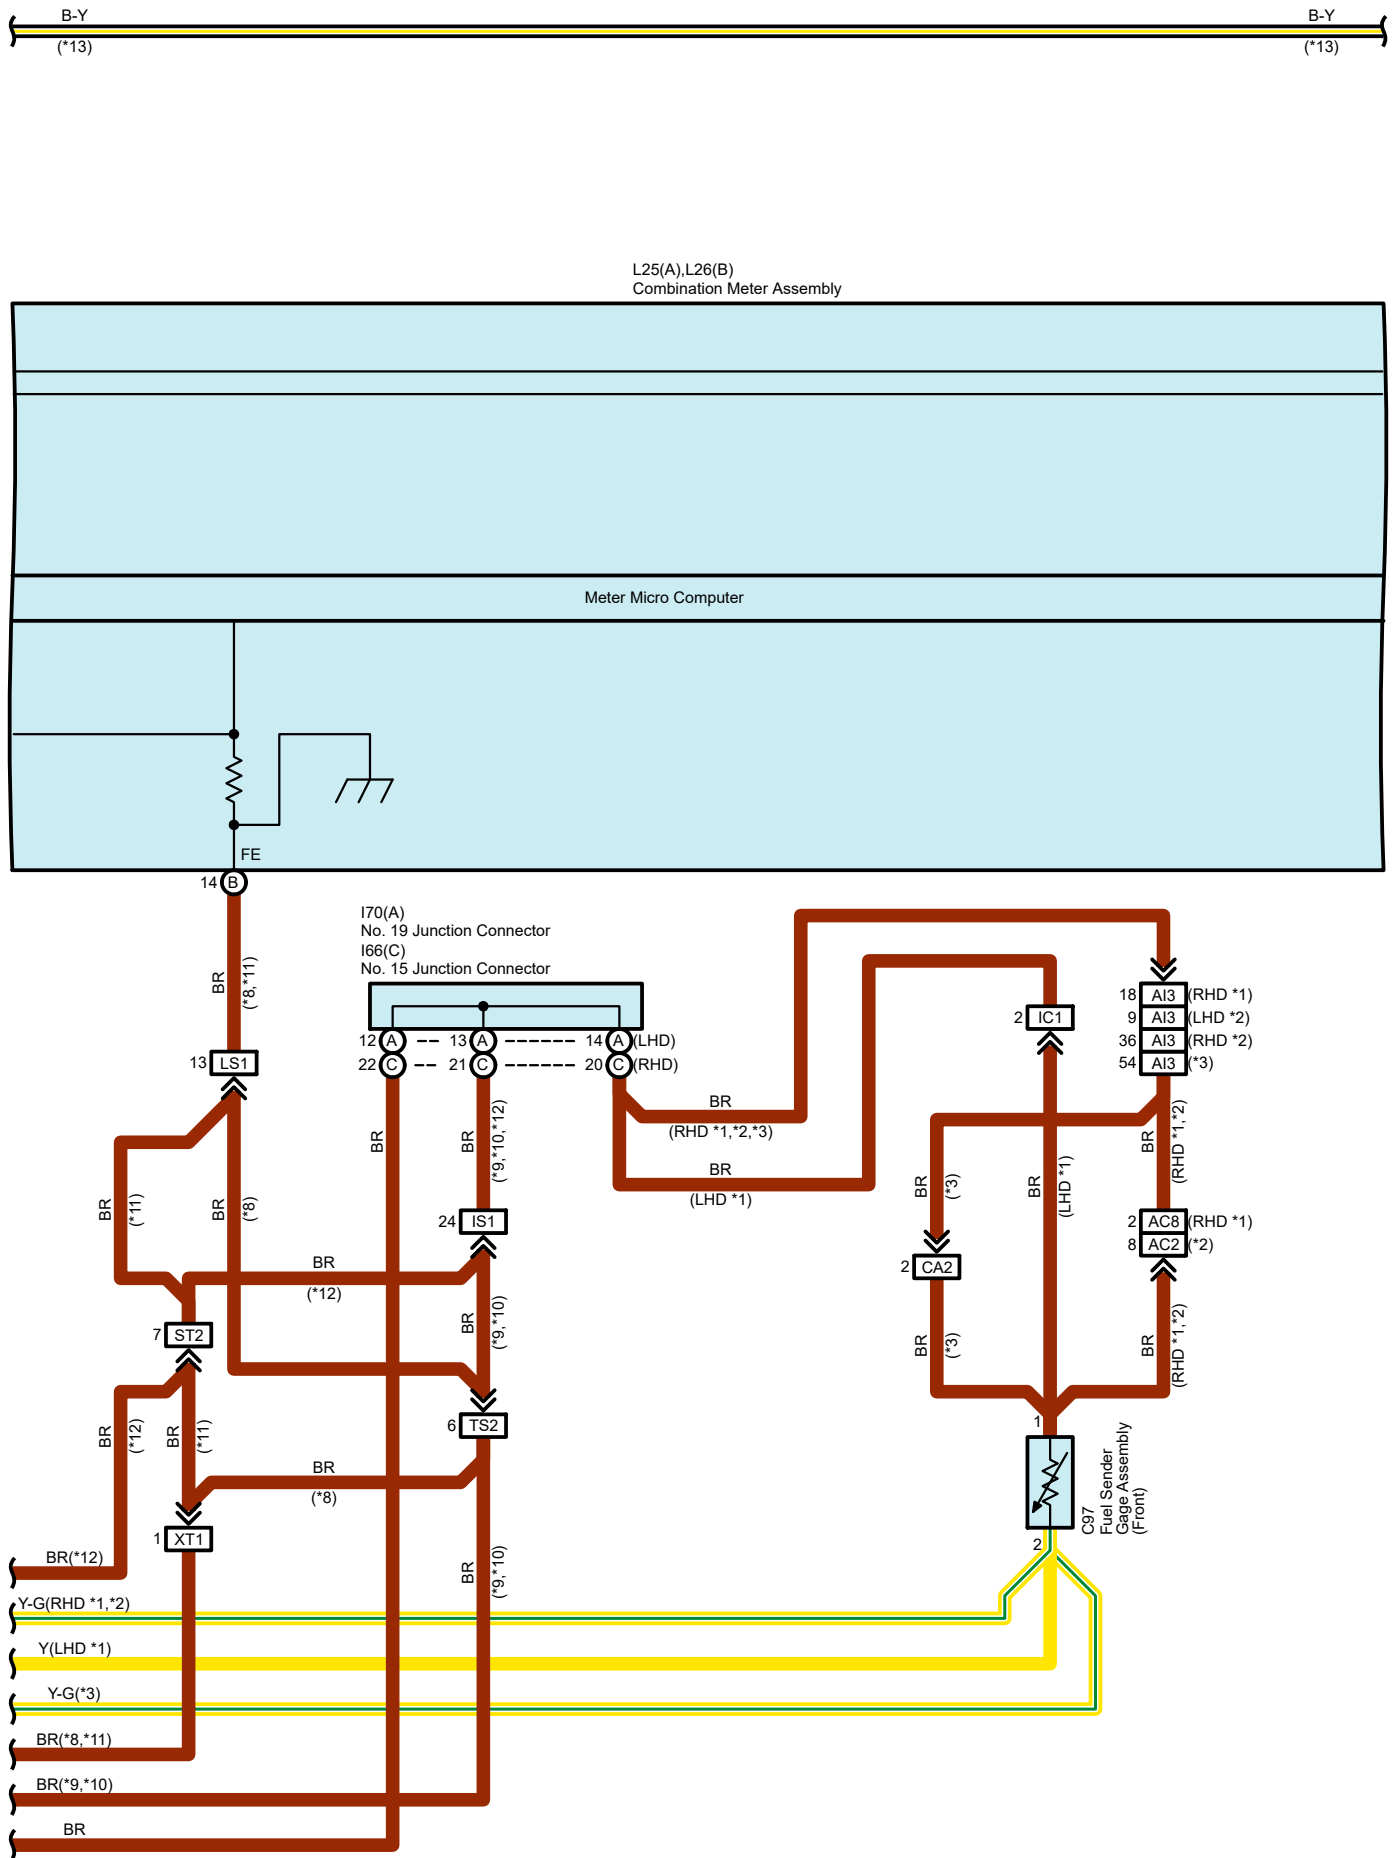 B-Y
B-Y
(*13)
(*13)
L25(A),L26(B)
Combination Meter Assembly
Meter Micro Computer
FE
14 B
I70(A)
No. 19 Junction Connector
I66(C)
No. 15 Junction Connector
BR
(*8,*11)
18 AI3 (RHD *1)
9 AI3 (LHD *2)
36 AI3 (RHD *2)
54 AI3 (*3)
2 IC1
12 A 13 A 14 A (LHD)
22 C 21 C 20 C (RHD)
13 LS1
BR
(RHD *1,*2,*3)
BR
BR
(*9,*10,*12)
BR
(LHD *1)
BR
(*3)
BR
(LHD *1)
BR
(RHD *1,*2)
BR
(*11)
BR
(*8)
24 IS1
2 AC8 (RHD *1)
8 AC2 (*2)
2 CA2
BR
(*12)
BR
(*9,*10)
7 ST2
BR
(*3)
BR
(RHD *1,*2)
6 TS2
BR
(*12)
BR
(*11)
BR
(*8)
1
C97
Fuel Sender
Gage Assembly
(Front)
2
1 XT1
BR(*12)
BR
(*9,*10)
Y-G(RHD *1,*2)
Y(LHD *1)
Y-G(*3)
BR(*8,*11)
BR(*9,*10)
BR